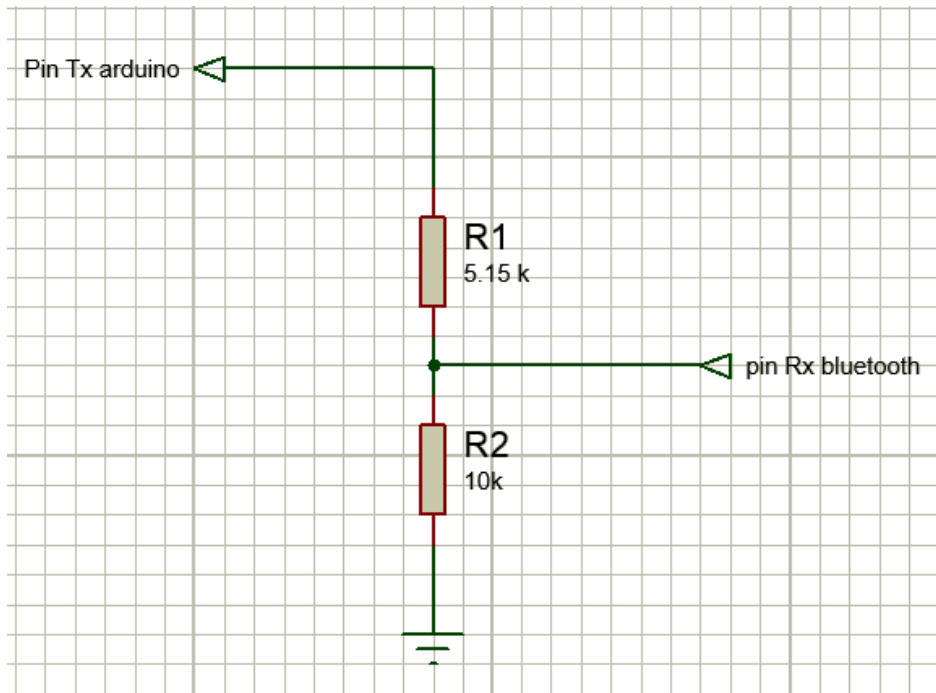 Pin Tx arduino
R1
5.15 k
pin Rx bluetooth
R2
10k